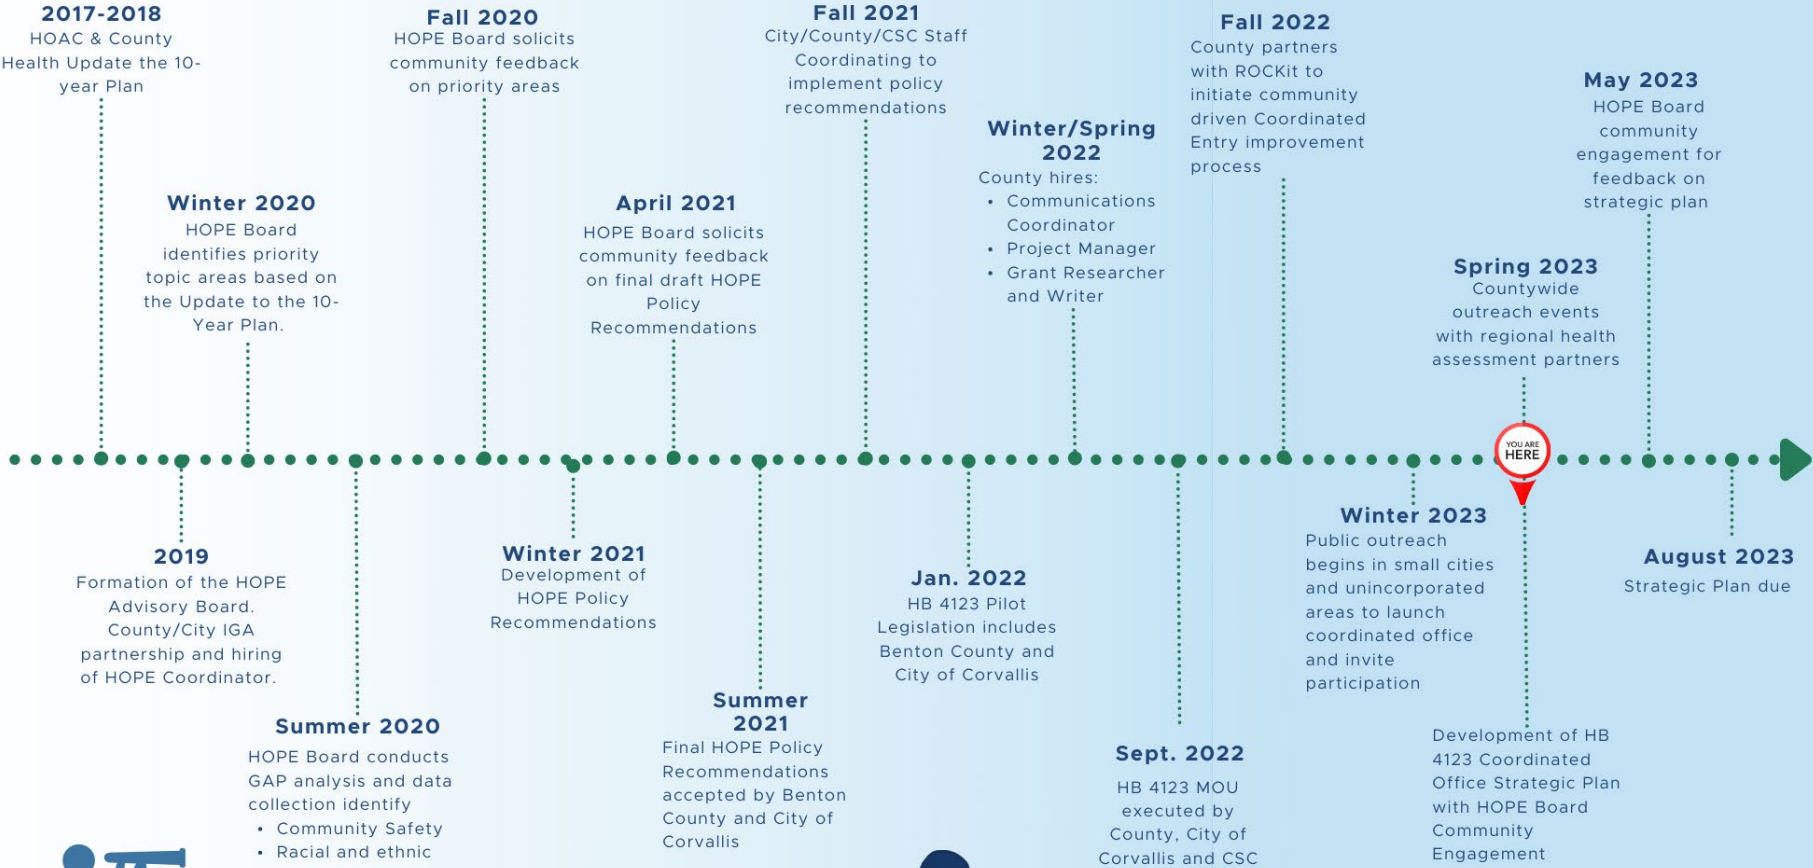 2017-2018
HOAC & County
Health Update the 10-
year Plan
Fall 2020
HOPE Board solicits
community feedback
on priority areas
Fall 2021
City/County/CSC Staff
Coordinating to
implement policy
recommendations
Fall 2022
County partners
with ROCKit to
initiate community
driven Coordinated
Entry improvement
process
May 2023
HOPE Board
community
engagement for
feedback on
strategic plan
Winter 2020
HOPE Board
identifies priority
topic areas based on
the Update to the 10-
Year Plan.
April 2021
HOPE Board solicits
community feedback
on final draft HOPE
Policy
Recommendations
Winter/Spring
2022
County hires:
• Communications
Coordinator
• Project Manager
• Grant Researcher
and Writer
Spring 2023
Countywide
outreach events
with regional health
assessment partners
YOU ARE
HERE
2019
Formation of the HOPE
Advisory Board.
County/City IGA
partnership and hiring
of HOPE Coordinator.
Summer 2020
HOPE Board conducts
GAP analysis and data
collection identify
• Community Safety
• Racial and ethnic
Winter 2021
Development of
HOPE Policy
Recommendations
Summer
2021
Final HOPE Policy
Recommendations
accepted by Benton
County and City of
Corvallis
Jan. 2022
HB 4123 Pilot
Legislation includes
Benton County and
City of Corvallis
Sept. 2022
HB 4123 MOU
executed by
County, City of
Corvallis and CSC
Winter 2023
Public outreach
begins in small cities
and unincorporated
areas to launch
coordinated office
and invite
participation
Development of HB
4123 Coordinated
Office Strategic Plan
with HOPE Board
Community
Engagement
August 2023
Strategic Plan due